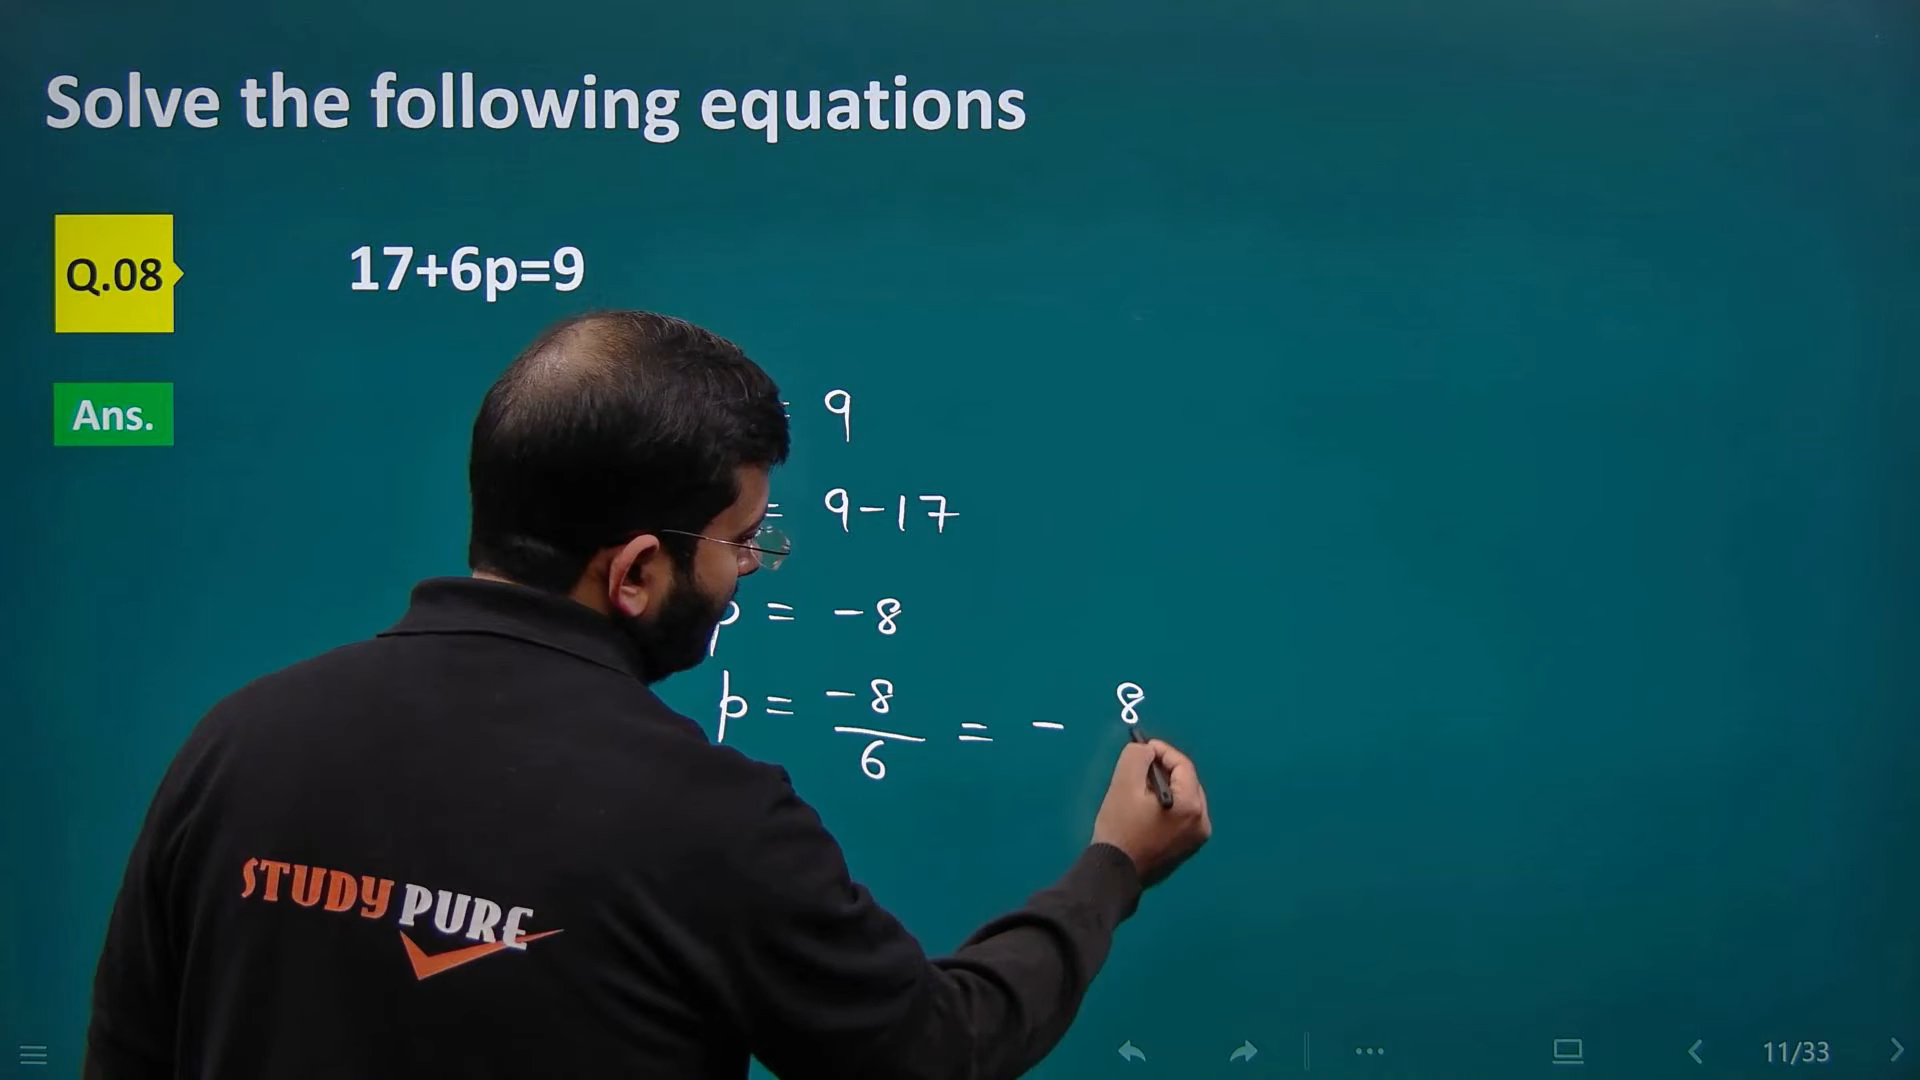 Solve the following equations
Q.08
17+6p=9
Ans.
= 9
= 9-17
p = -8
p = -8/6 = - 8
STUDY PURE
11/33